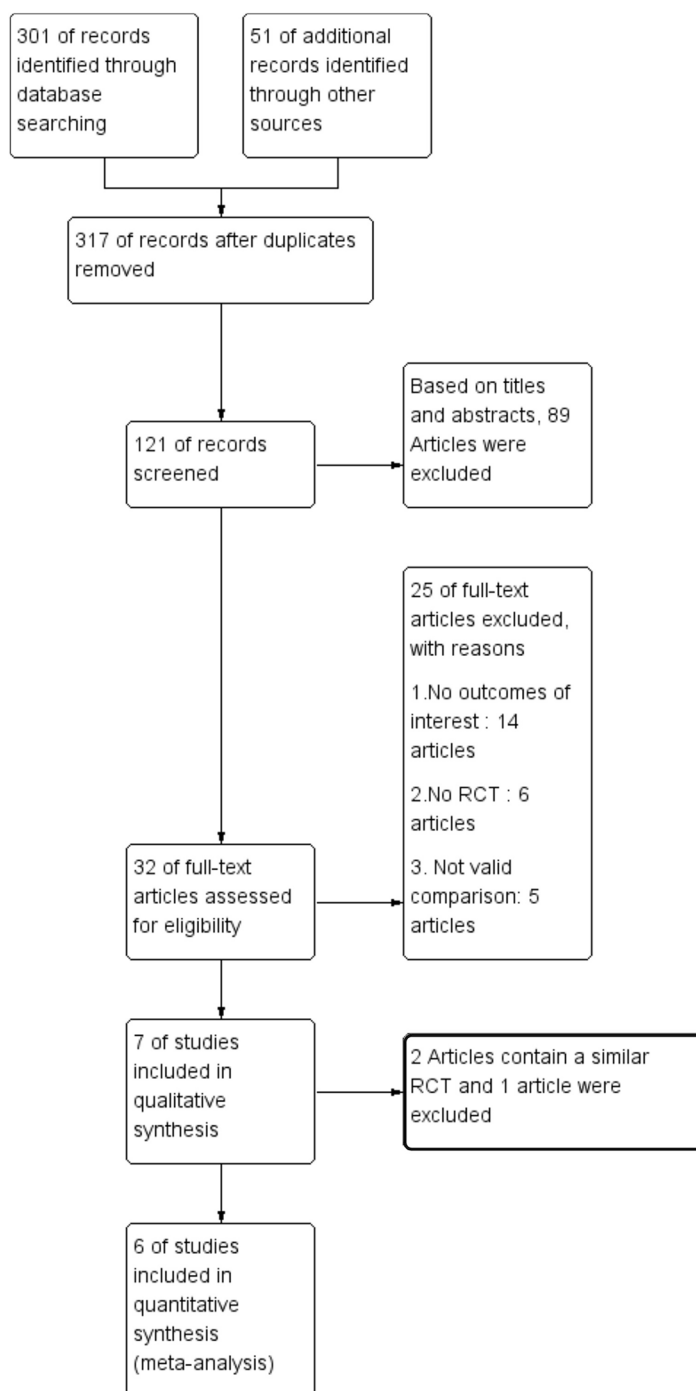 301 of records
identified through
database
searching
51 of additional
records identified
through other
sources
317 of records after duplicates
removed
121 of records
screened
Based on titles
and abstracts, 89
Articles were
excluded
25 of full-text
articles excluded,
with reasons
1.No outcomes of
interest : 14
articles
2.No RCT : 6
articles
3. Not valid
comparison: 5
articles
32 of full-text
articles assessed
for eligibility
7 of studies
included in
qualitative
synthesis
2 Articles contain a similar
RCT and 1 article were
excluded
6 of studies
included in
quantitative
synthesis
(meta-analysis)